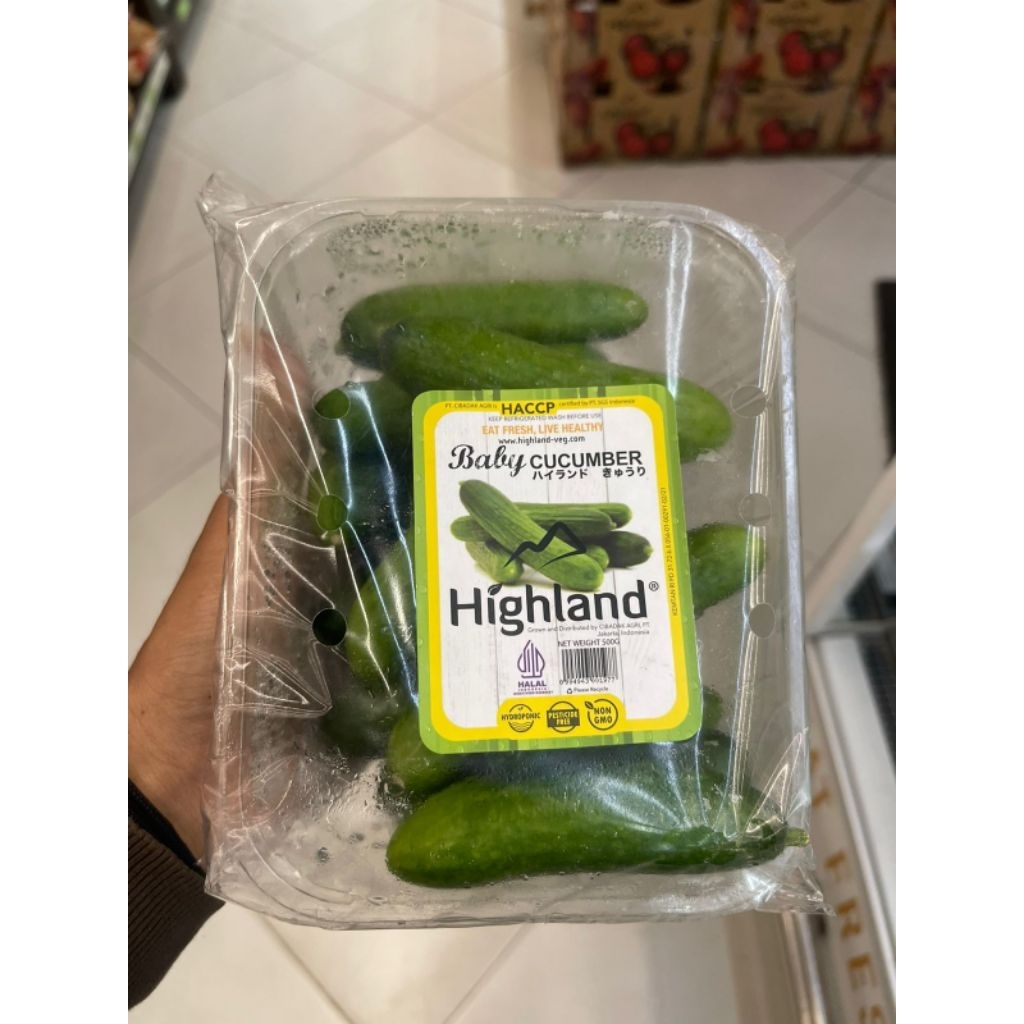 PT. CIBADAK AGRI is HACCP certified by PT. SGS Indonesia
KEEP REFRIGERATED WASH BEFORE USE
EAT FRESH, LIVE HEALTHY
www.highland-veg.com
Baby CUCUMBER
ハイランド きゅうり
Highland®
Grown and Distributed by CIBADAK AGRI, PT.
Jakarta, Indonesia
NET WEIGHT 500G
HALAL
INDONESIA
Please Recycle
HYDROPONIC
PESTICIDE
FREE
NON
GMO